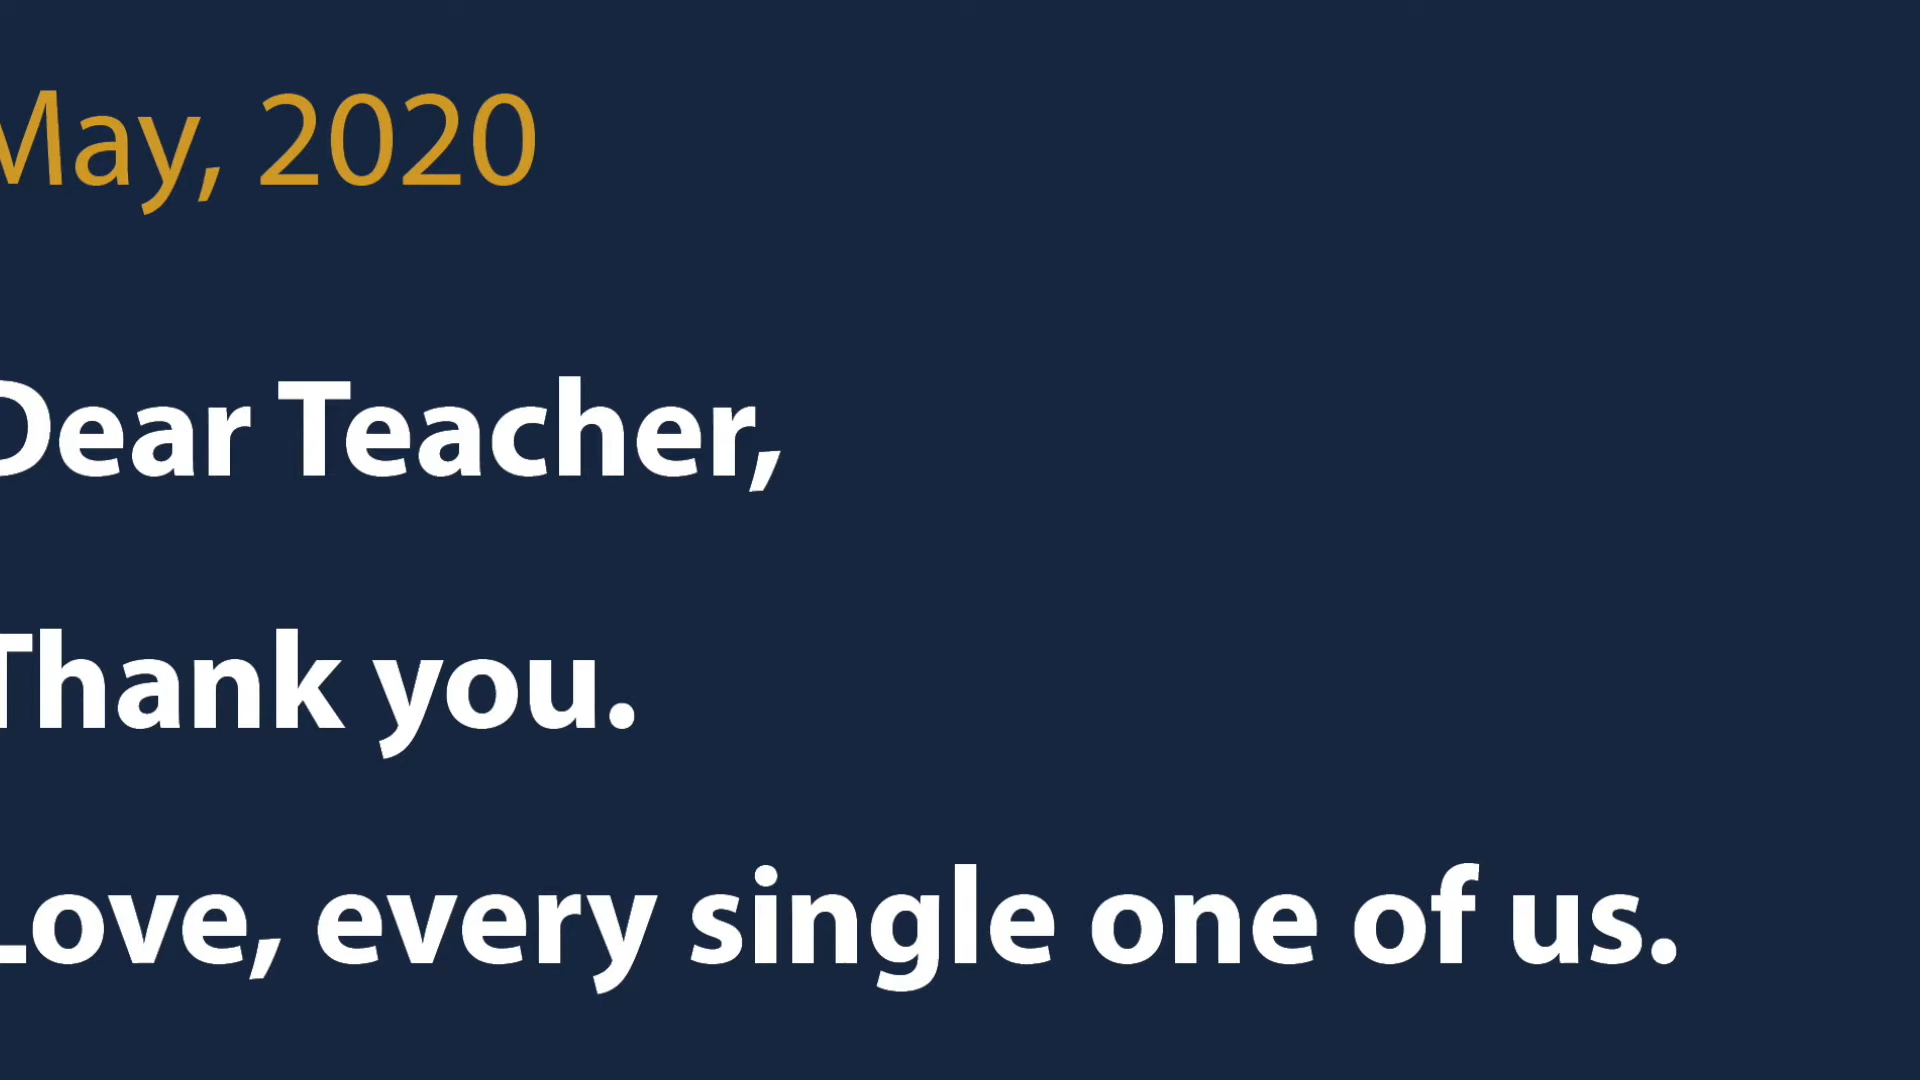 May, 2020
Dear Teacher,
Thank you.
Love, every single one of us.